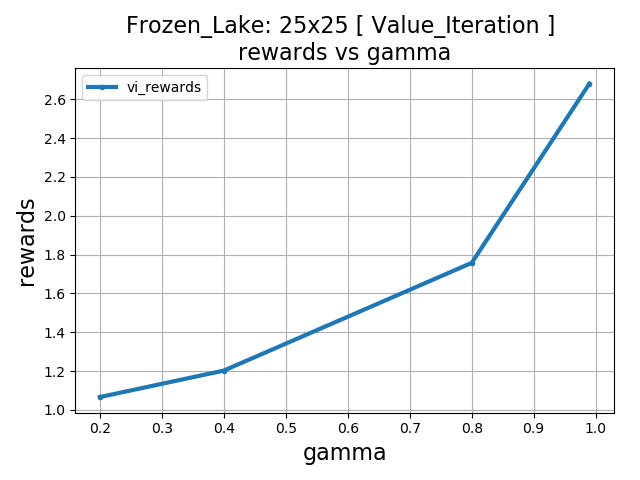 Frozen_Lake: 25x25 [ Value_Iteration ]
rewards vs gamma
vi_rewards
2.6
2.4
2.2
2.0
1.8
1.6
1.4
1.2
1.0
rewards
0.2 0.3 0.4 0.5 0.6 0.7 0.8 0.9 1.0
gamma